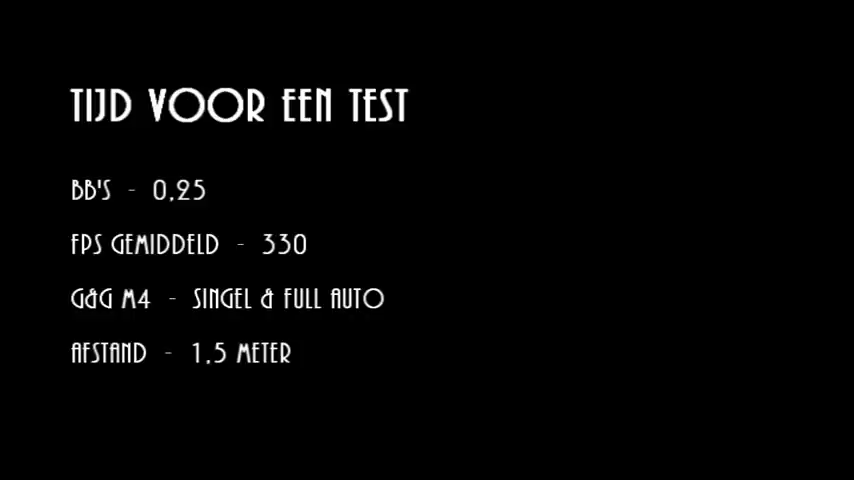 TIJD VOOR EEN TEST
BB'S - 0,25
FPS GEMIDDELD - 330
G&G M4 - SINGEL & FULL AUTO
AFSTAND - 1,5 METER